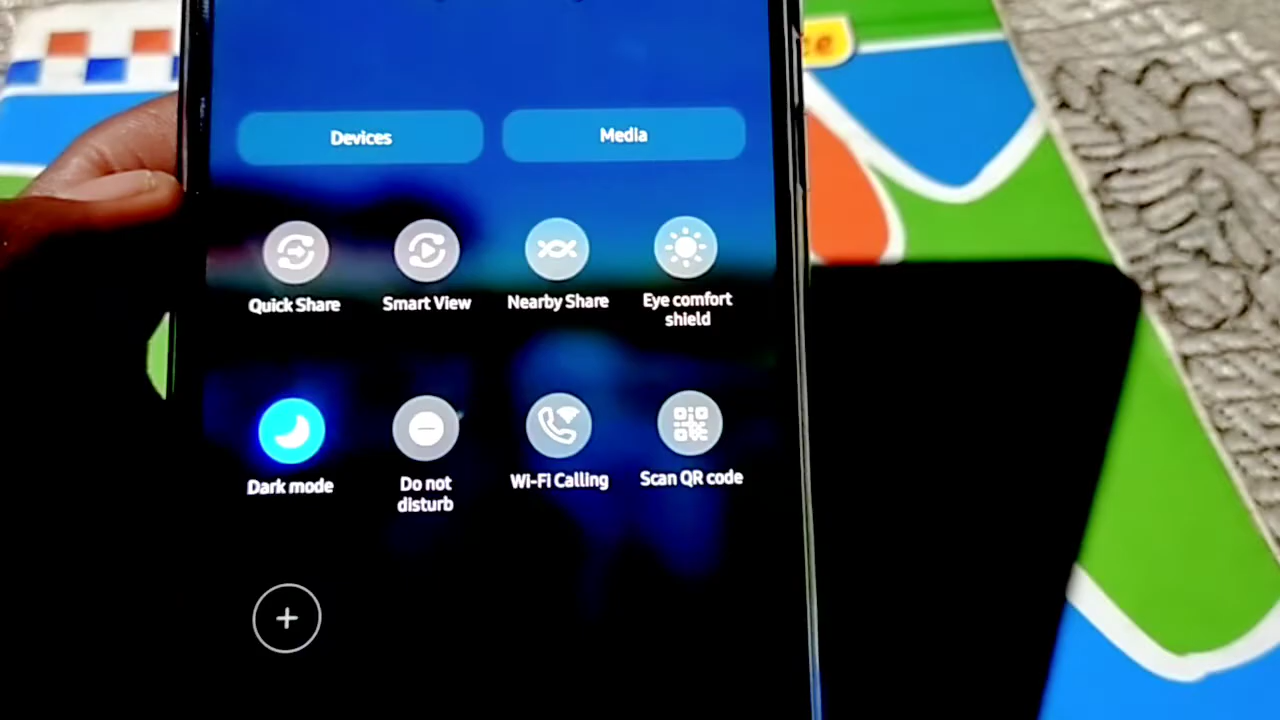 Devices
Media
Quick Share
Smart View
Nearby Share
Eye comfort
shield
Dark mode
Do not
disturb
Wi-Fi Calling
Scan QR code